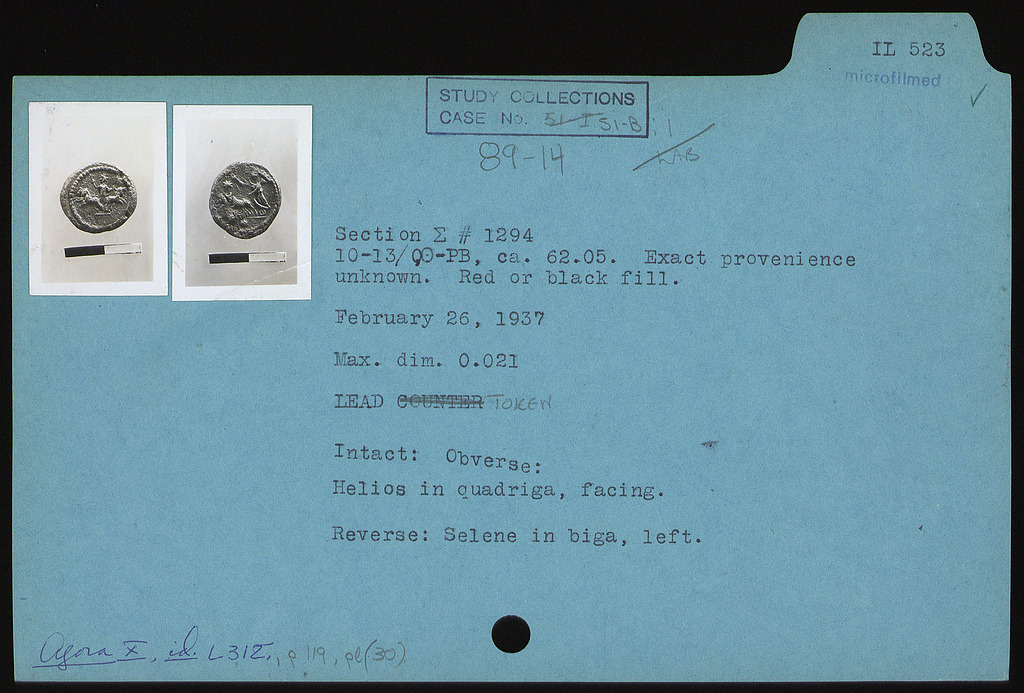 IL 523
microfilmed
STUDY COLLECTIONS
CASE No. 51-I 51-B
89-14
LAB
Section Σ # 1294
10-13/ΟΘ-ΡΒ, ca. 62.05. Exact provenience
unknown. Red or black fill.
February 26, 1937
Max. dim. 0.021
LEAD COUNTER TOKEN
Intact: Obverse:
Helios in quadriga, facing.
Reverse: Selene in biga, left.
Agora X, id. L312, p 119, pl(30)